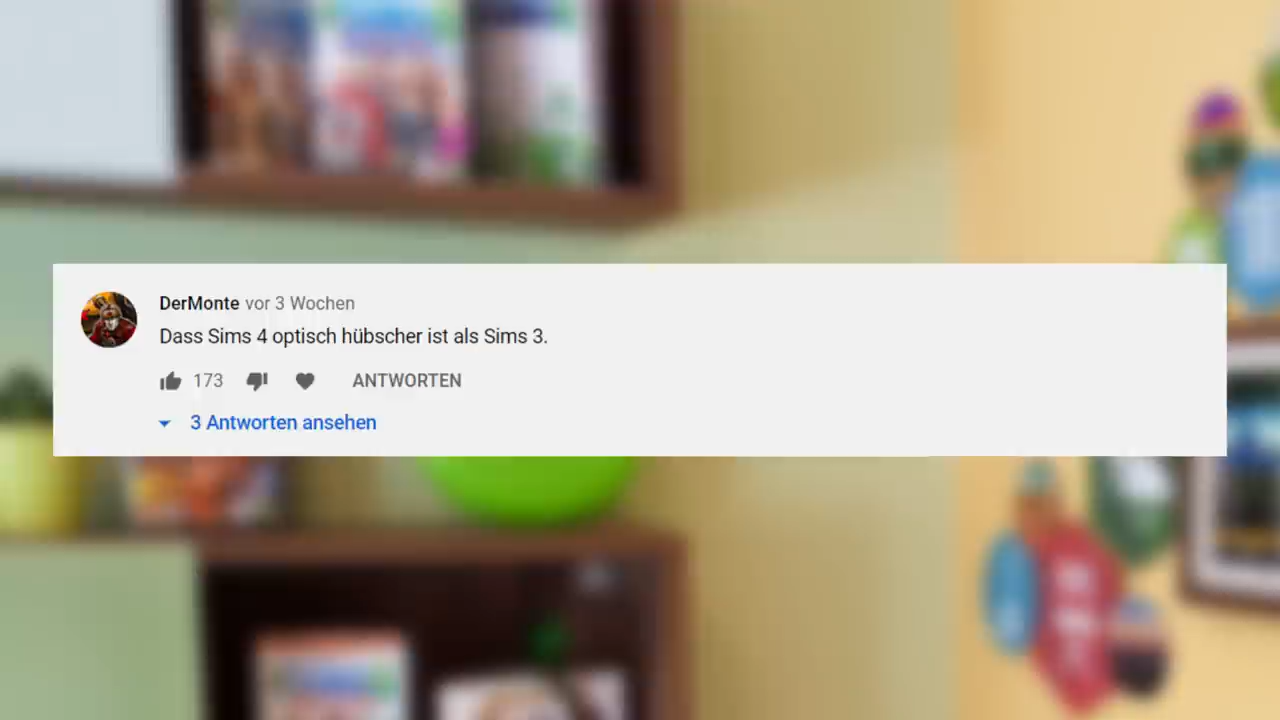 DerMonte vor 3 Wochen
Dass Sims 4 optisch hübscher ist als Sims 3.
173 ANTWORTEN
3 Antworten ansehen